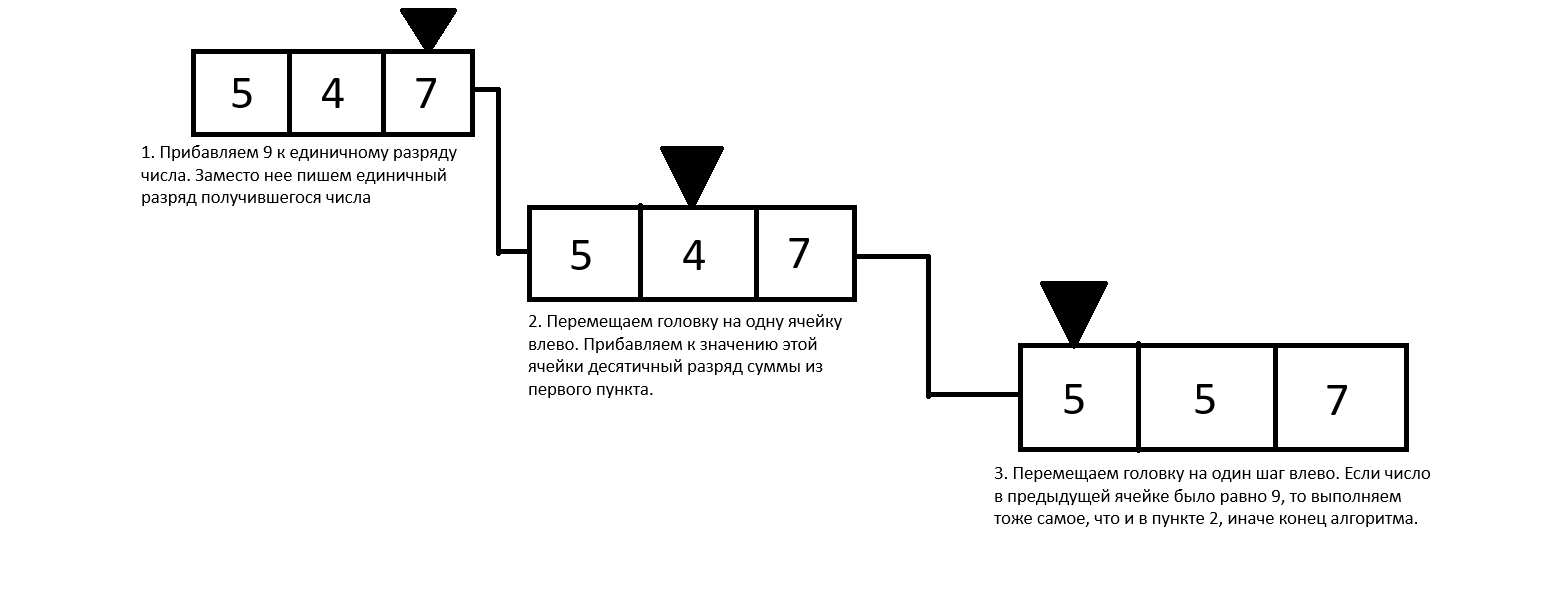 5 4 7
1. Прибавляем 9 к единичному разряду
числа. Заместо нее пишем единичный
разряд получившегося числа
5 4 7
2. Перемещаем головку на одну ячейку
влево. Прибавляем к значению этой
ячейки десятичный разряд суммы из
первого пункта.
5 5 7
3. Перемещаем головку на один шаг влево. Если число
в предыдущей ячейке было равно 9, то выполняем
тоже самое, что и в пункте 2, иначе конец алгоритма.